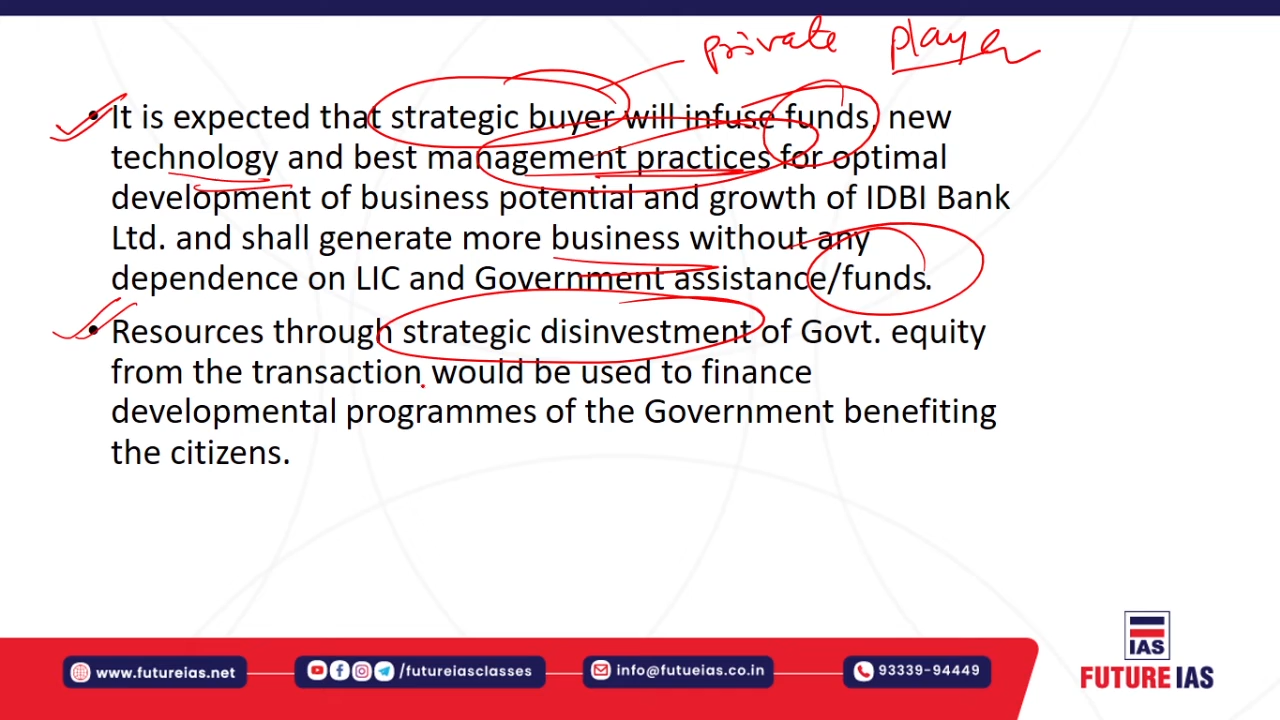 private player
• It is expected that strategic buyer will infuse funds, new
technology and best management practices for optimal
development of business potential and growth of IDBI Bank
Ltd. and shall generate more business without any
dependence on LIC and Government assistance/funds.
• Resources through strategic disinvestment of Govt. equity
from the transaction would be used to finance
developmental programmes of the Government benefiting
the citizens.
IAS
FUTURE IAS
www.futureias.net
/futureiasclasses
info@futueias.co.in
93339-94449